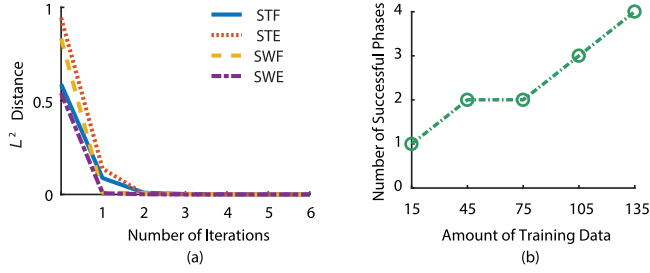 1
0.5
0
L² Distance
STF
STE
SWF
SWE
1 2 3 4 5 6
Number of Iterations
(a)
4
3
2
1
0
Number of Successful Phases
15 45 75 105 135
Amount of Training Data
(b)